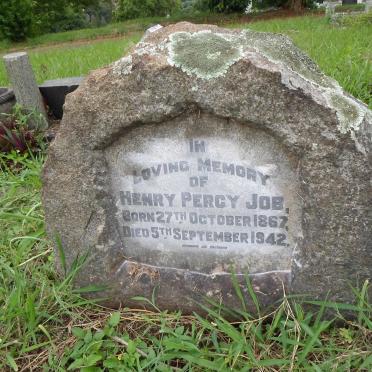 IN
LOVING MEMORY
OF
HENRY PERCY JOB.
BORN 27TH OCTOBER 1867.
DIED 5TH SEPTEMBER 1942.